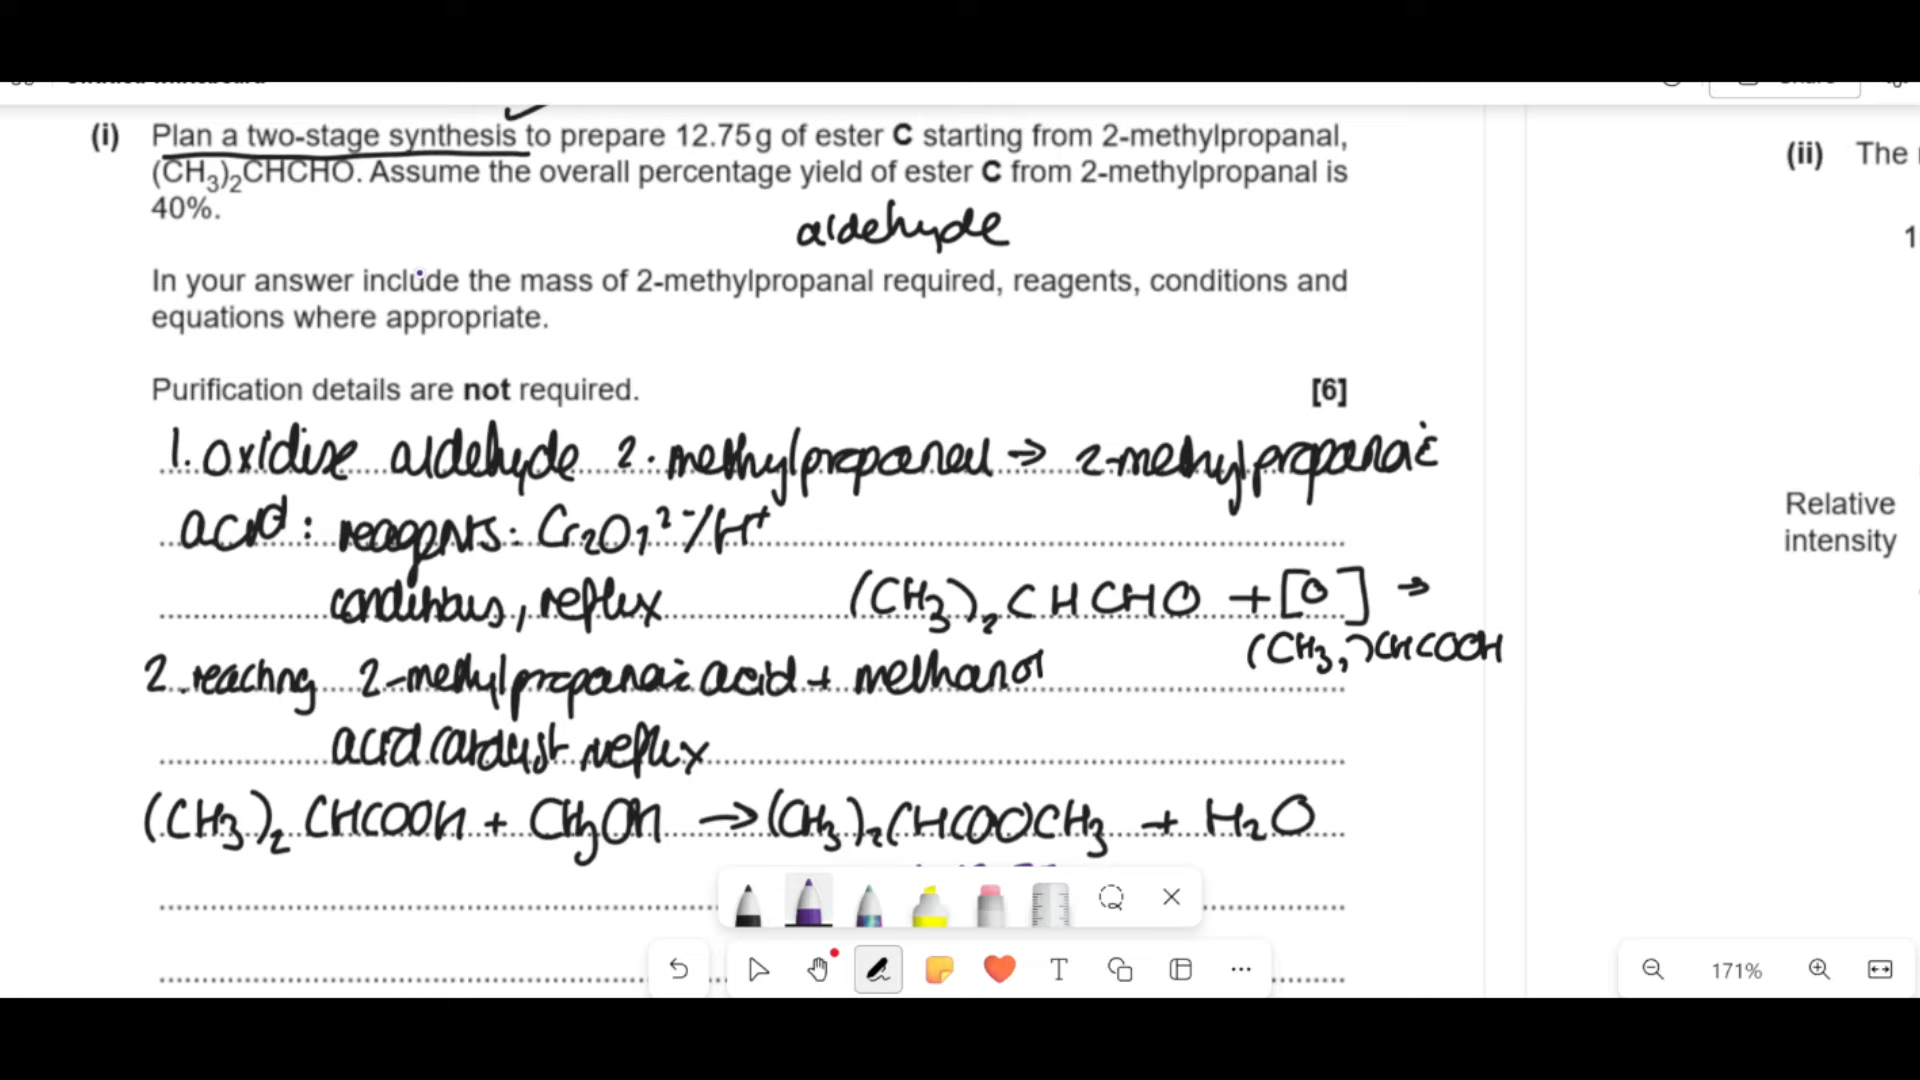 (i) Plan a two-stage synthesis to prepare 12.75 g of ester C starting from 2-methylpropanal,
(CH₃)₂CHCHO. Assume the overall percentage yield of ester C from 2-methylpropanal is
40%.
aldehyde
In your answer include the mass of 2-methylpropanal required, reagents, conditions and
equations where appropriate.
Purification details are not required. [6]
1. oxidise aldehyde 2-methylpropanal → 2-methylpropanoic
acid: reagents: Cr₂O₇²⁻/H⁺
conditions, reflux (CH₃)₂CHCHO + [O] →
(CH₃)₂CHCOOH
2. reacting 2-methylpropanoic acid + methanol
acid catalyst reflux
(CH₃)₂CHCOOH + CH₃OH → (CH₃)₂CHCOOCH₃ + H₂O
(ii) The
1
Relative
intensity
171%